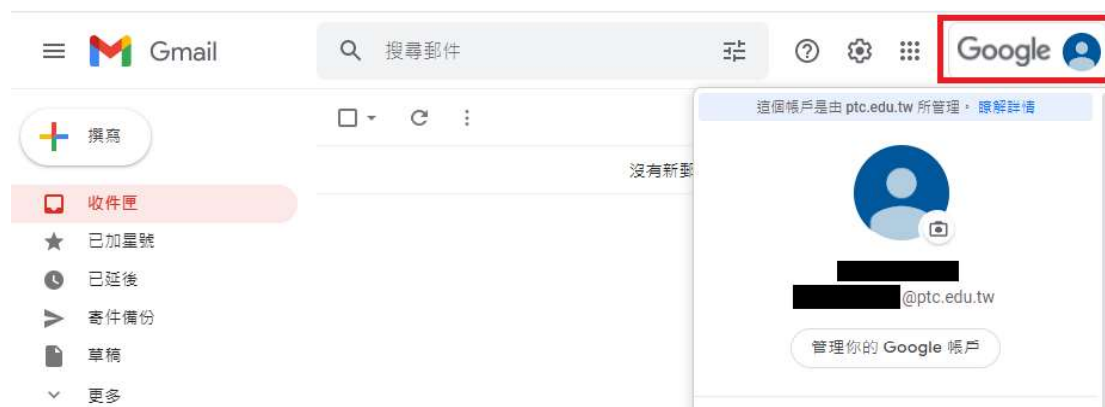 Gmail
搜尋郵件
Google
這個帳戶是由 ptc.edu.tw 所管理。 瞭解詳情
撰寫
沒有新郵
收件匣
已加星號
已延後
@ptc.edu.tw
寄件備份
管理你的 Google 帳戶
草稿
更多